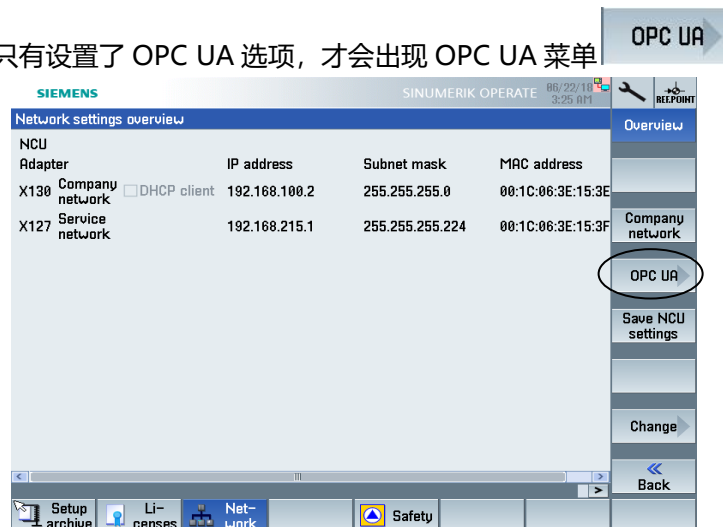 OPC UA
只有设置了 OPC UA 选项，才会出现 OPC UA 菜单
SIEMENS
SINUMERIK OPERATE 06/22/18 3:25 AM
REF.POINT
Network settings overview
Overview
NCU
Adapter IP address Subnet mask MAC address
X130 Company network DHCP client 192.168.100.2 255.255.255.0 00:1C:06:3E:15:3E
X127 Service network 192.168.215.1 255.255.255.224 00:1C:06:3E:15:3F
Company
network
OPC UA
Save NCU
settings
Change
Back
Setup
archive
Li-
censes
Net-
work
Safety